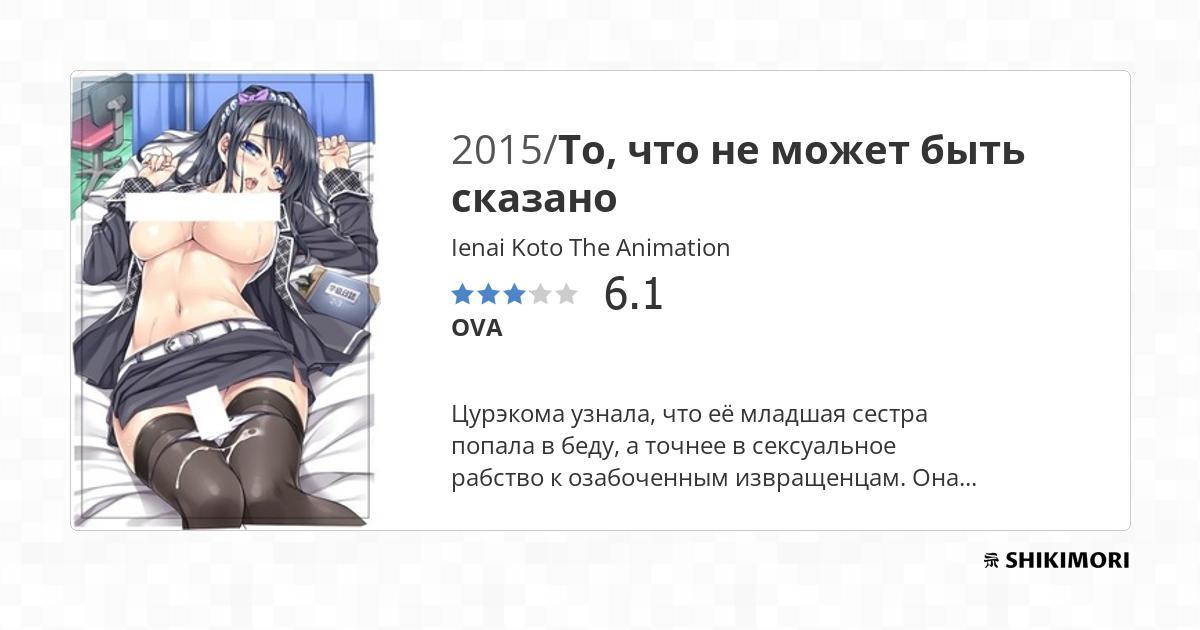 2015/То, что не может быть
сказано
Ienai Koto The Animation
6.1
OVA
Цурэкома узнала, что её младшая сестра
попала в беду, а точнее в сексуальное
рабство к озабоченным извращенцам. Она...
SHIKIMORI